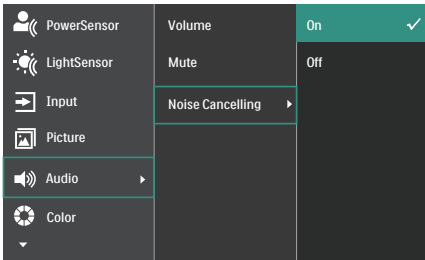 PowerSensor
LightSensor
Input
Picture
Audio
Color
Volume
Mute
Noise Cancelling
On
Off